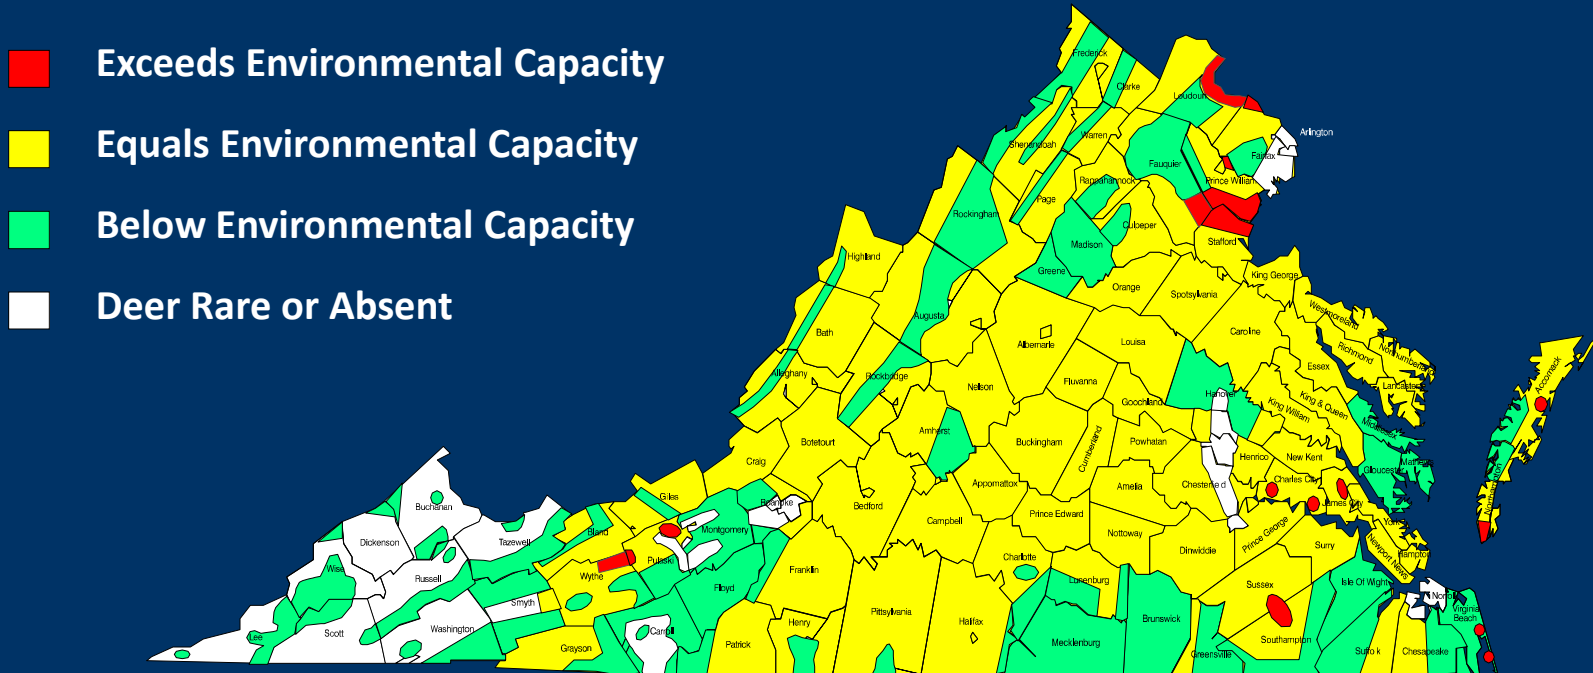 Exceeds Environmental Capacity
Equals Environmental Capacity
Below Environmental Capacity
Deer Rare or Absent
Frederick
Clarke
Loudoun
Arlington
Warren
Shenandoah
Fauquier
Fairfax
Prince William
Rappahannock
Page
Rockingham
Culpeper
Madison
Stafford
Highland
Greene
King George
Orange
Spotsylvania
Westmoreland
Augusta
Bath
Caroline
Albemarle
Louisa
Richmond
Northumberland
Essex
Accomack
Alleghany
Rockbridge
Nelson
Fluvanna
Lancaster
Goochland
Hanover
King William
King & Queen
Middlesex
Amherst
Botetourt
Buckingham
Cumberland
Powhatan
Craig
Henrico
New Kent
Gloucester
Mathews
Northampton
Appomattox
Amelia
Chesterfield
Charles City
James City
Giles
Roanoke
Bedford
Buchanan
Campbell
Prince Edward
York
Montgomery
Nottoway
Prince George
Bland
Tazewell
Dickenson
Surry
Newport News
Hampton
Dinwiddie
Charlotte
Pulaski
Wise
Wythe
Russell
Franklin
Lunenburg
Sussex
Isle Of Wight
Floyd
Norfolk
Smyth
Pittsylvania
Virginia
Beach
Brunswick
Halifax
Henry
Washington
Scott
Carroll
Lee
Patrick
Mecklenburg
Southampton
Grayson
Greensville
Suffolk
Chesapeake